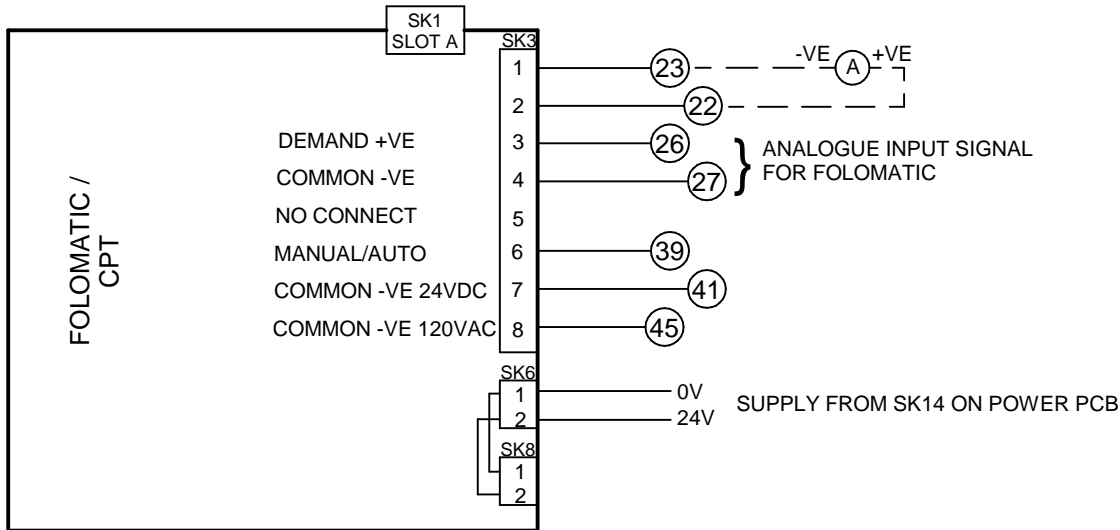 SK1
SLOT A
SK3
1
23
-VE
A
+VE
2
22
DEMAND +VE
3
26
ANALOGUE INPUT SIGNAL
FOR FOLOMATIC
COMMON -VE
4
27
NO CONNECT
5
MANUAL/AUTO
6
39
COMMON -VE 24VDC
7
41
COMMON -VE 120VAC
8
45
FOLOMATIC /
CPT
SK6
1
0V
2
24V
SUPPLY FROM SK14 ON POWER PCB
SK8
1
2